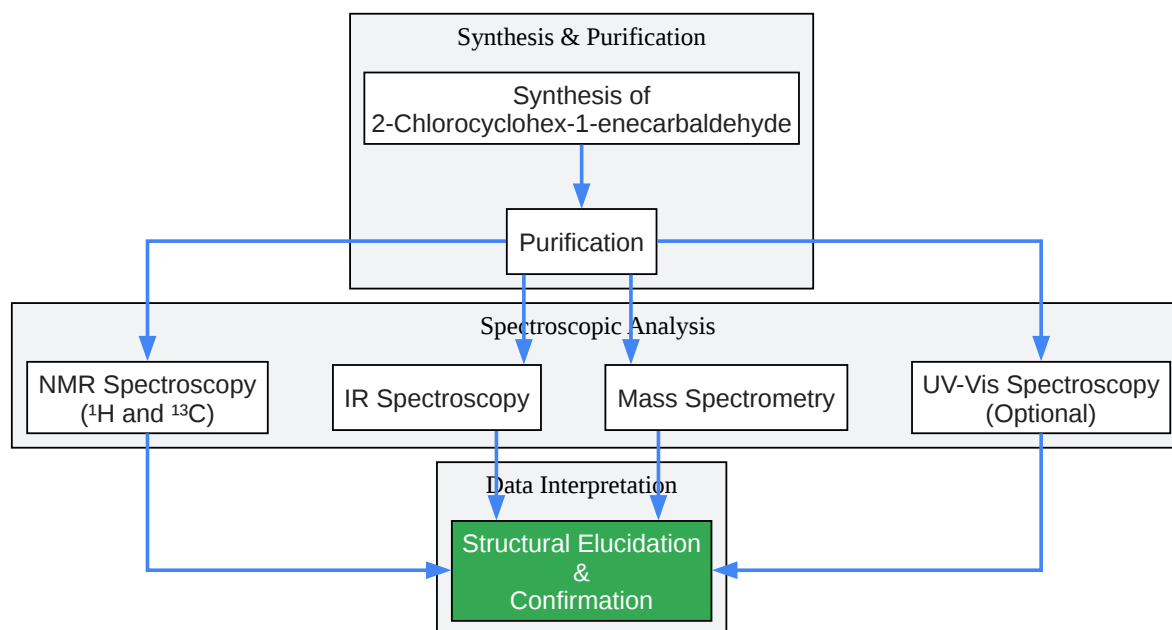 Synthesis & Purification
Synthesis of
2-Chlorocyclohex-1-enecarbaldehyde
Purification
Spectroscopic Analysis
NMR Spectroscopy
(¹H and ¹³C)
IR Spectroscopy
Mass Spectrometry
UV-Vis Spectroscopy
(Optional)
Data Interpretation
Structural Elucidation
&
Confirmation